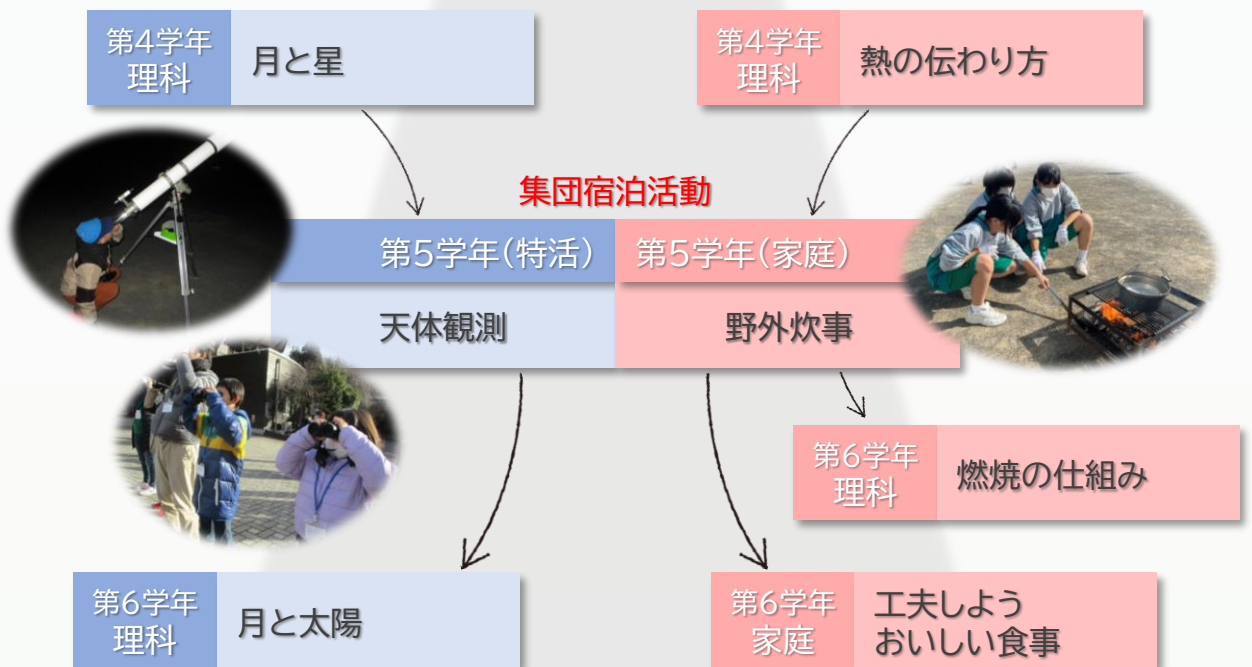 第4学年
理科
月と星
第4学年
理科
熱の伝わり方
集団宿泊活動
第5学年(特活)
第5学年(家庭)
天体観測
野外炊事
第6学年
理科
燃焼の仕組み
第6学年
理科
月と太陽
第6学年
家庭
工夫しよう
おいしい食事